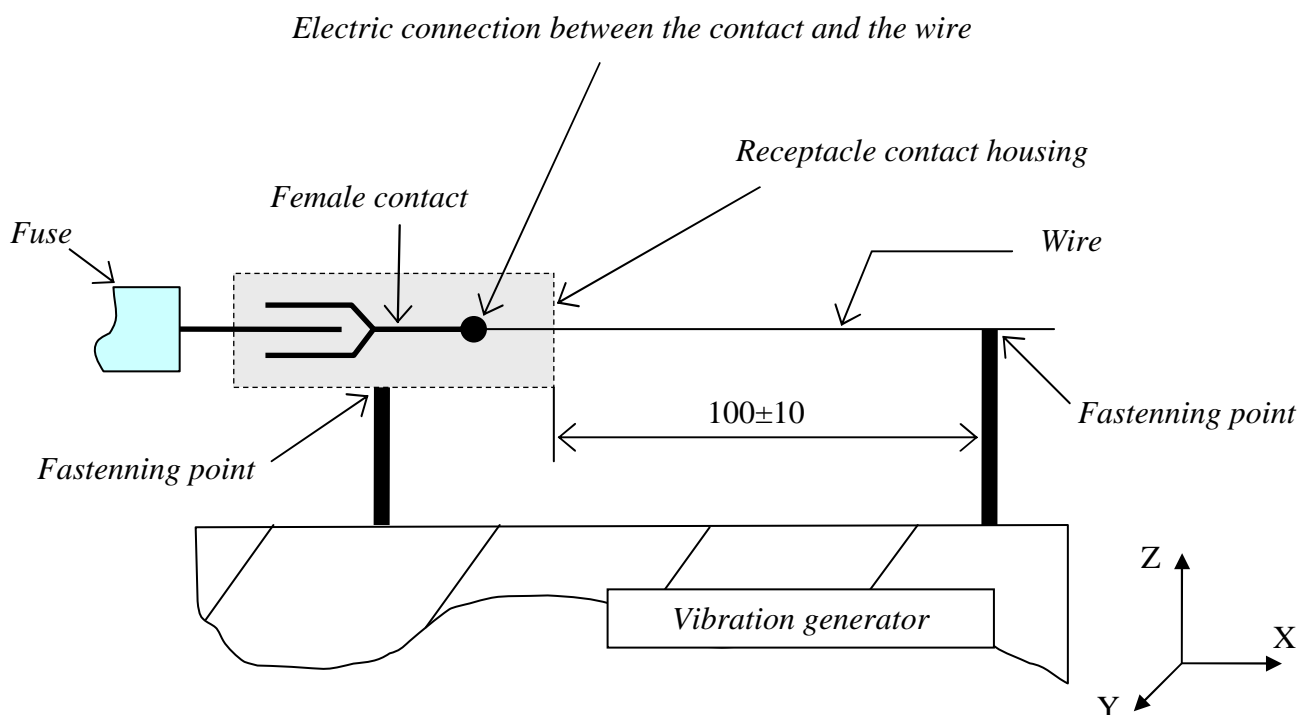 Electric connection between the contact and the wire
Receptacle contact housing
Female contact
Fuse
Wire
100±10
Fastenning point
Fastenning point
Vibration generator
Z
X
Y